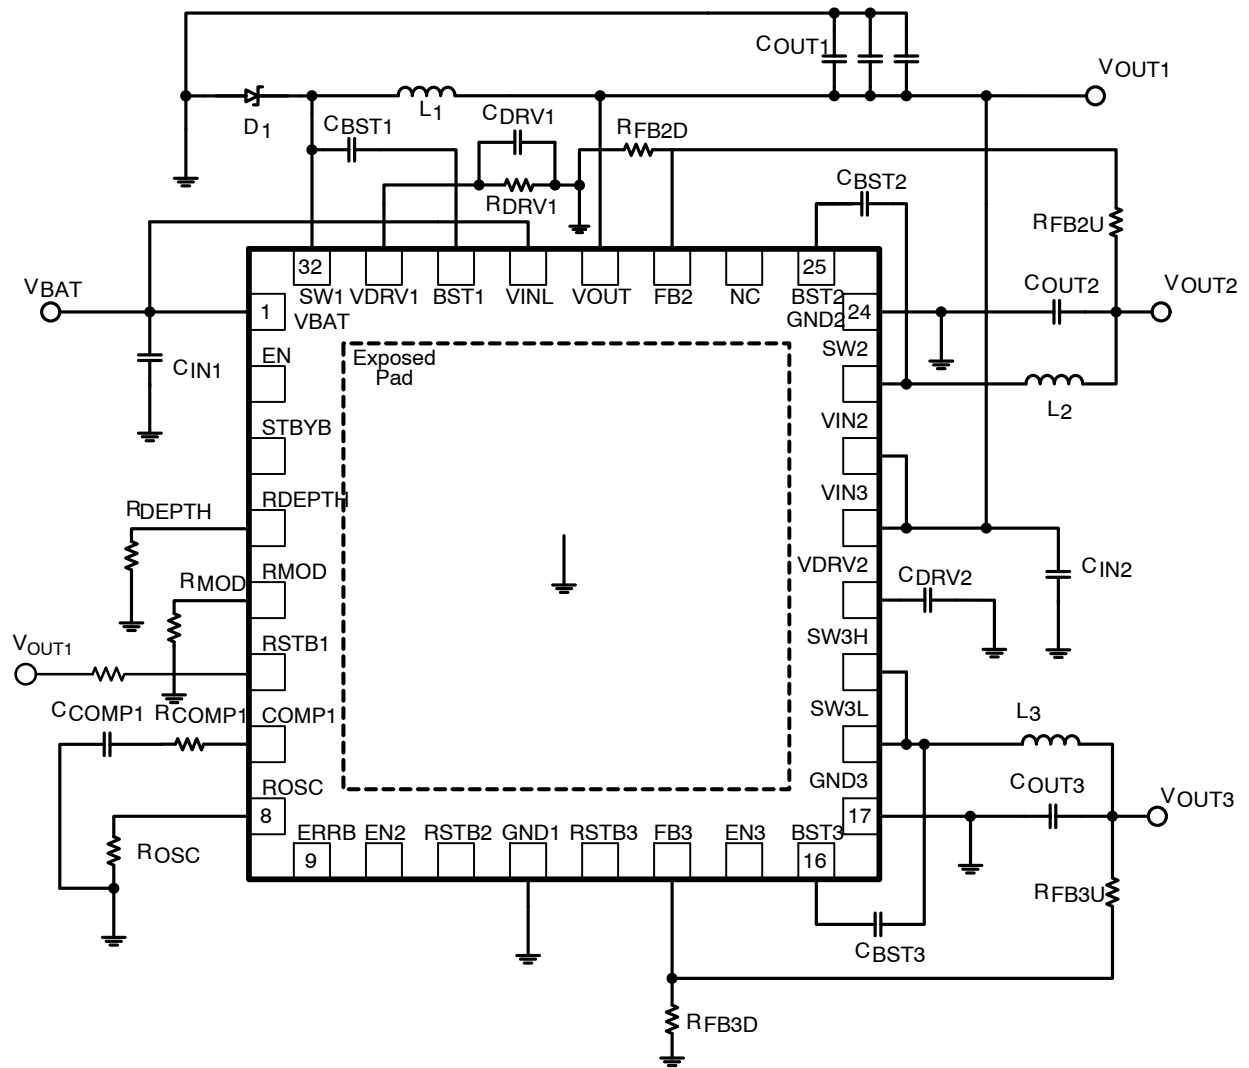 COUT1
VOUT1
D1
L1
CBST1
CDRV1
RDRV1
RFB2D
CBST2
RFB2U
VBAT
CIN1
COUT2
VOUT2
L2
32
25
SW1 VDRV1 BST1 VINL VOUT FB2 NC BST2
1
VBAT
GND2
24
EN
Exposed
Pad
SW2
STBYB
VIN2
RDEPTH
RDEPTH
VIN3
RMOD
RMOD
VDRV2
CDRV2
CIN2
VOUT1
RSTB1
SW3H
CCOMP1
RCOMP1
COMP1
SW3L
L3
ROSC
GND3
COUT3
VOUT3
8
17
ROSC
ERRB EN2 RSTB2 GND1 RSTB3 FB3 EN3 BST3
9
16
RFB3U
CBST3
RFB3D